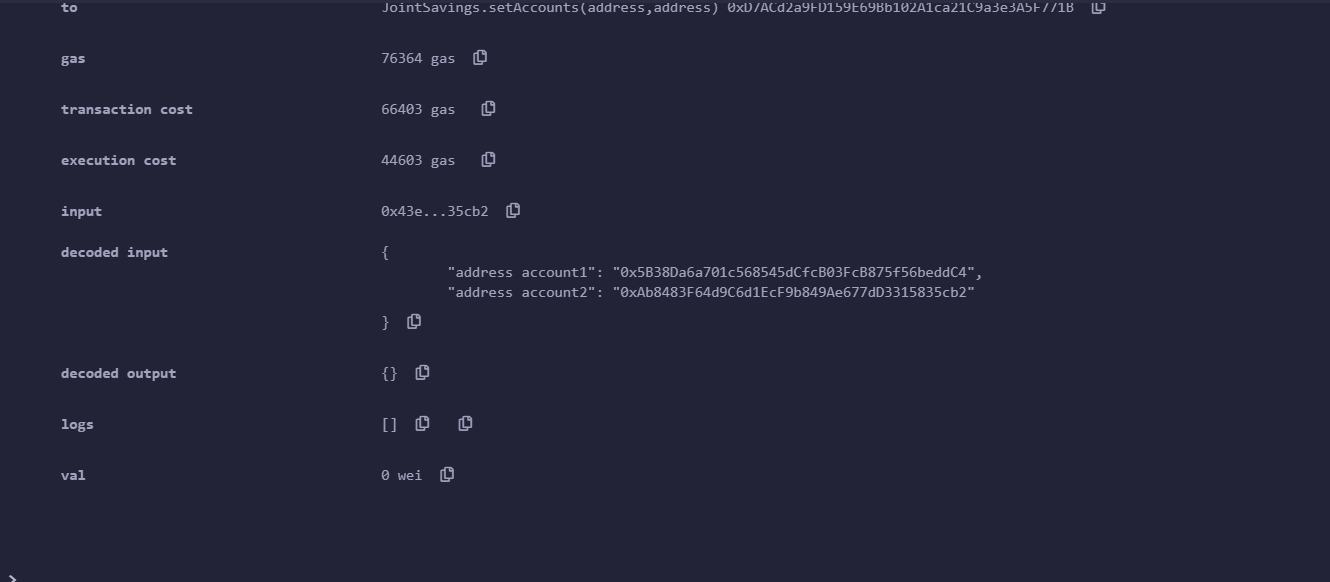 to JointSavings.setAccounts(address,address) 0xD7ACd2a9FD159E69Bb102A1ca21C9a3e3A5F771B
gas 76364 gas
transaction cost 66403 gas
execution cost 44603 gas
input 0x43e...35cb2
decoded input {
"address account1": "0x5B38Da6a701c568545dCfcB03FcB875f56beddC4",
"address account2": "0xAb8483F64d9C6d1EcF9b849Ae677dD3315835cb2"
}
decoded output {}
logs []
val 0 wei
>